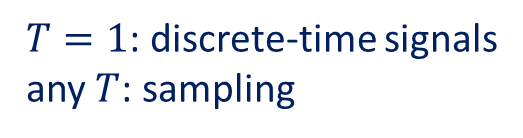 T = 1: discrete-time signals
any T: sampling